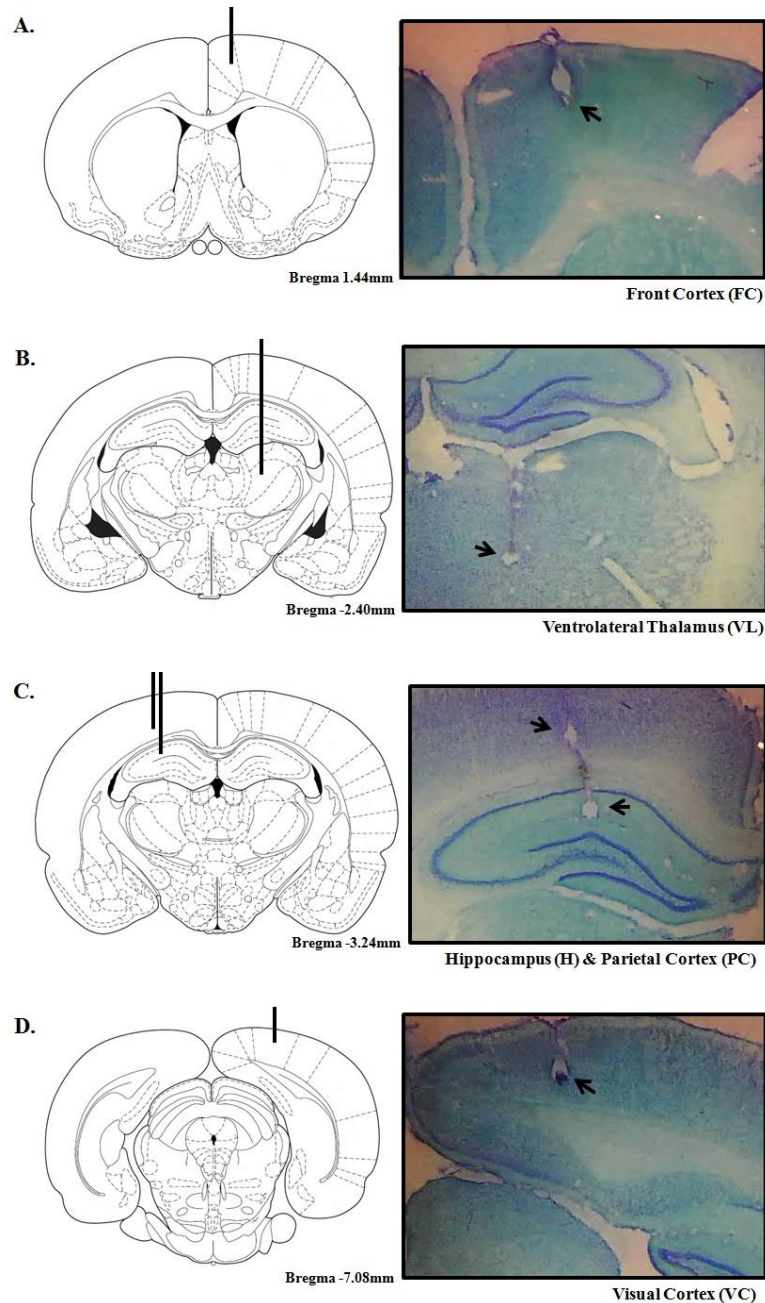 A.
Bregma 1.44mm
Front Cortex (FC)
B.
Bregma -2.40mm
Ventrolateral Thalamus (VL)
C.
Bregma -3.24mm
Hippocampus (H) & Parietal Cortex (PC)
D.
Bregma -7.08mm
Visual Cortex (VC)